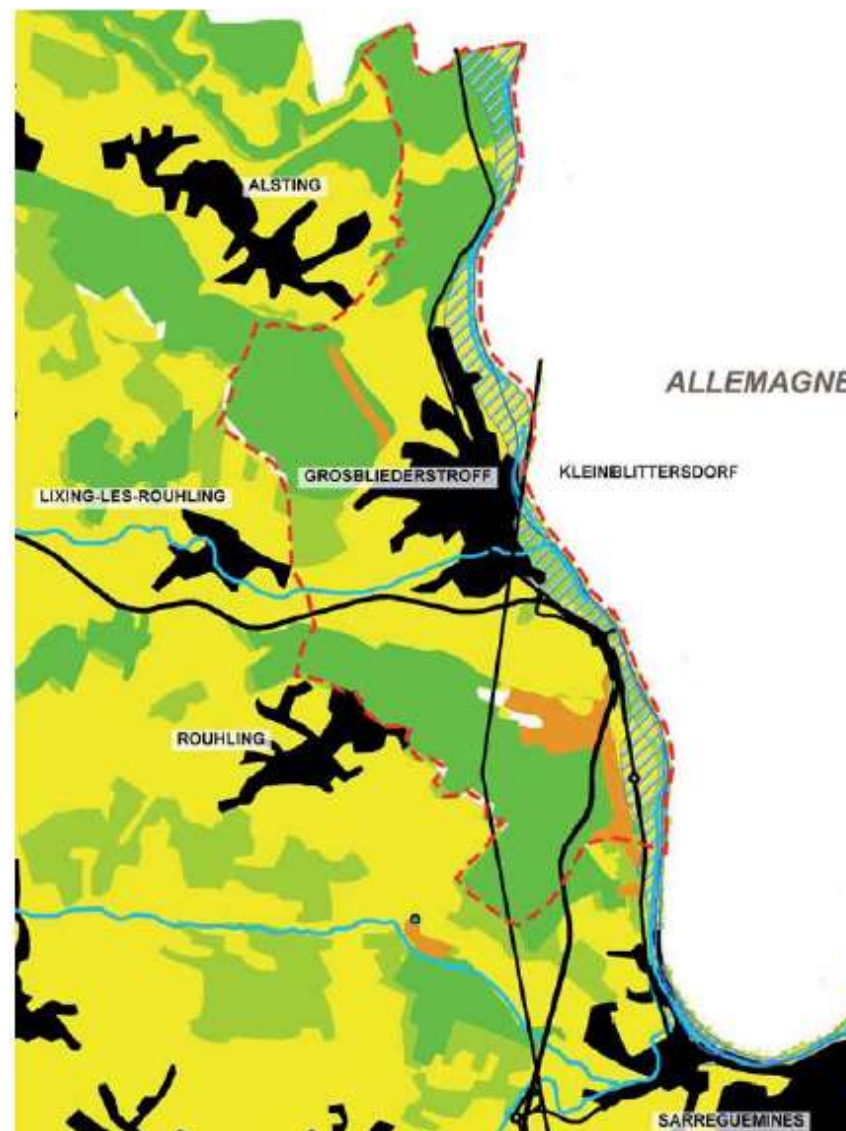 ALSTING
ALLEMAGNE
GROSBLIEDERSTROFF
KLEINBLITTERSDORF
LIXING-LES-ROUHLING
ROUHLING
SARREGUEMINES